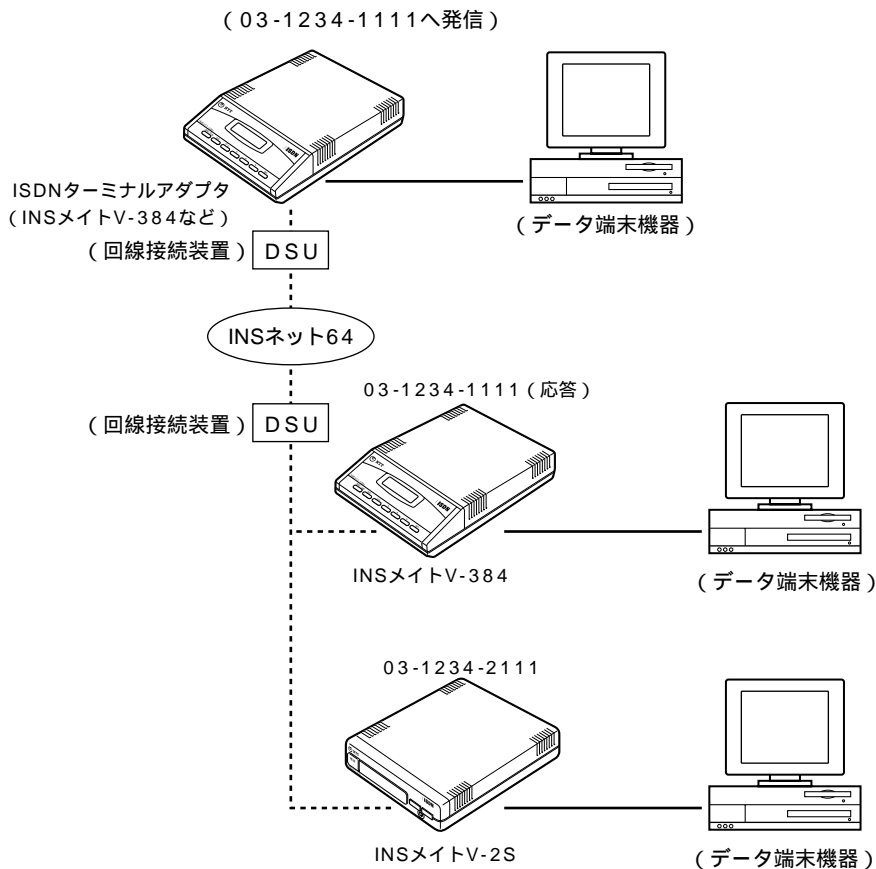 (03-1234-1111へ発信)
ISDNターミナルアダプタ
(INSメイトV-384など)
(データ端末機器)
(回線接続装置) DSU
INSネット64
03-1234-1111(応答)
(回線接続装置) DSU
INSメイトV-384
(データ端末機器)
03-1234-2111
INSメイトV-2S
(データ端末機器)